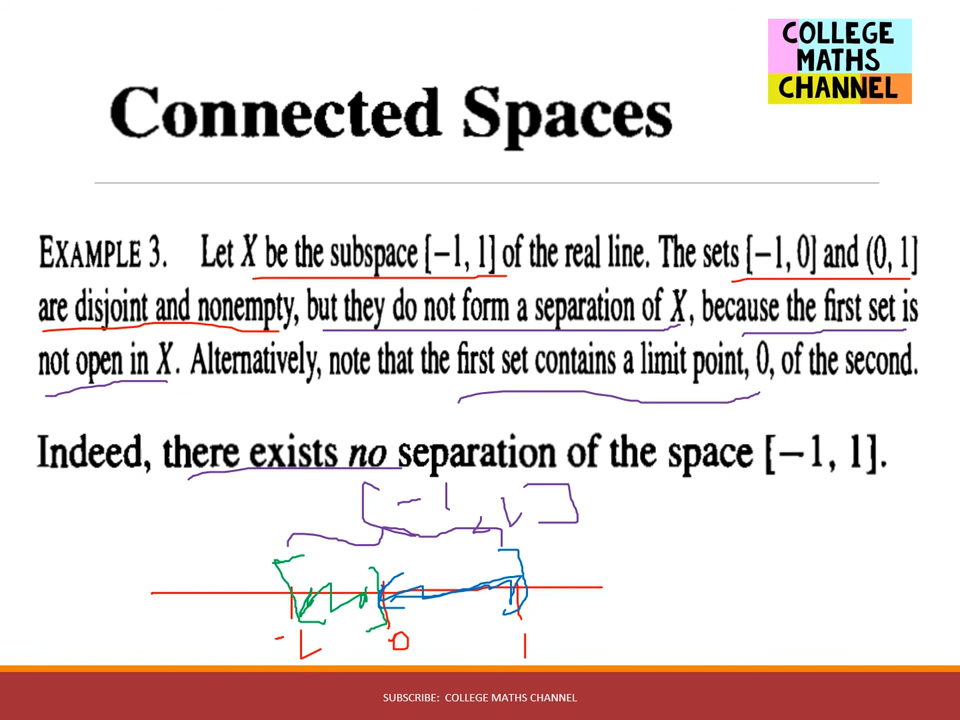 COLLEGE
MATHS
CHANNEL
Connected Spaces
EXAMPLE 3. Let X be the subspace [−1, 1] of the real line. The sets [−1, 0] and (0, 1]
are disjoint and nonempty, but they do not form a separation of X, because the first set is
not open in X. Alternatively, note that the first set contains a limit point, 0, of the second.
Indeed, there exists no separation of the space [−1, 1].
[-1, 1]
-1 0 1
SUBSCRIBE: COLLEGE MATHS CHANNEL